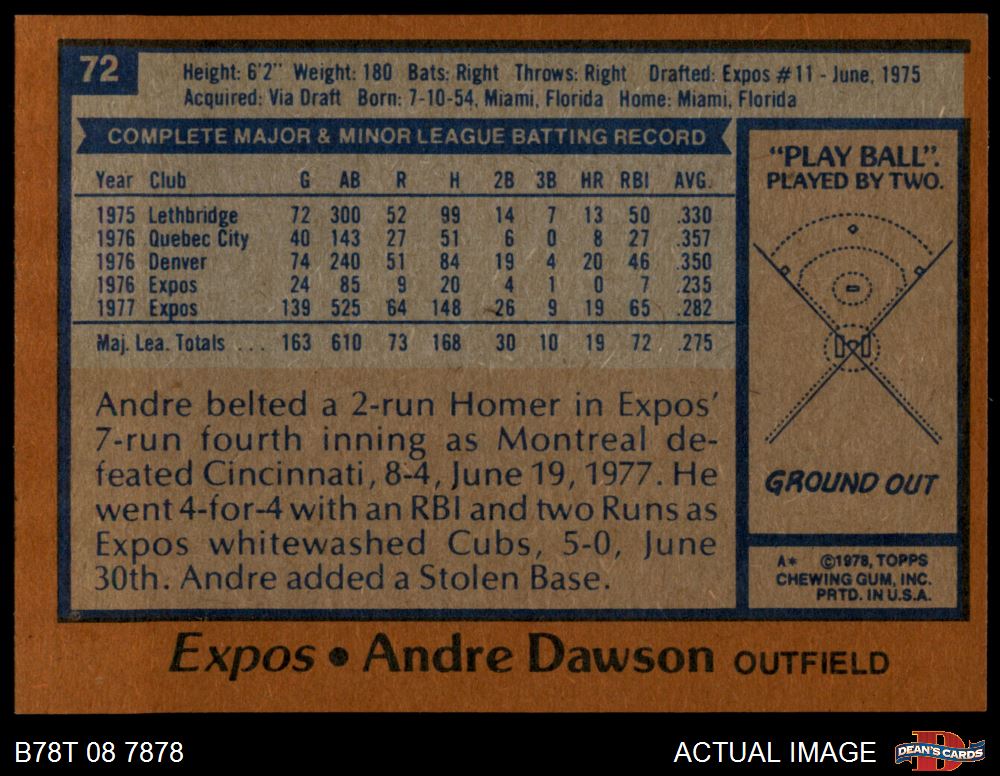 72
Height: 6'2" Weight: 180 Bats: Right Throws: Right Drafted: Expos #11 - June, 1975
Acquired: Via Draft Born: 7-10-54, Miami, Florida Home: Miami, Florida
COMPLETE MAJOR & MINOR LEAGUE BATTING RECORD
Year Club G AB R H 2B 3B HR RBI AVG.
1975 Lethbridge 72 300 52 99 14 7 13 50 .330
1976 Quebec City 40 143 27 51 6 0 8 27 .357
1976 Denver 74 240 51 84 19 4 20 46 .350
1976 Expos 24 85 9 20 4 1 0 7 .235
1977 Expos 139 525 64 148 26 9 19 65 .282
Maj. Lea. Totals ... 163 610 73 168 30 10 19 72 .275
Andre belted a 2-run Homer in Expos'
7-run fourth inning as Montreal de-
feated Cincinnati, 8-4, June 19, 1977. He
went 4-for-4 with an RBI and two Runs as
Expos whitewashed Cubs, 5-0, June
30th. Andre added a Stolen Base.
"PLAY BALL".
PLAYED BY TWO.
GROUND OUT
A* ©1978, TOPPS
CHEWING GUM, INC.
PRTD. IN U.S.A.
Expos • Andre Dawson OUTFIELD
B78T 08 7878
ACTUAL IMAGE
D
DEAN'S CARDS